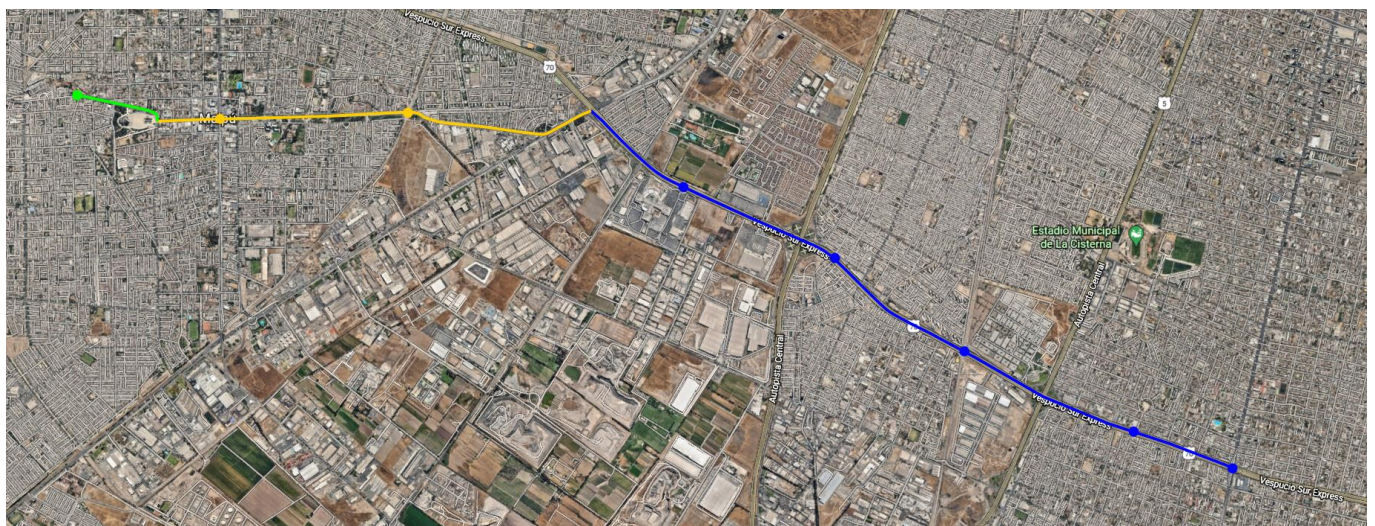 Vespucio Sur Express
70
5
Maipú
Estadio Municipal
de La Cisterna
Vespucio Sur Express
Autopista Central
70
Autopista Central
Vespucio Sur Express
70
Vespucio Sur Express